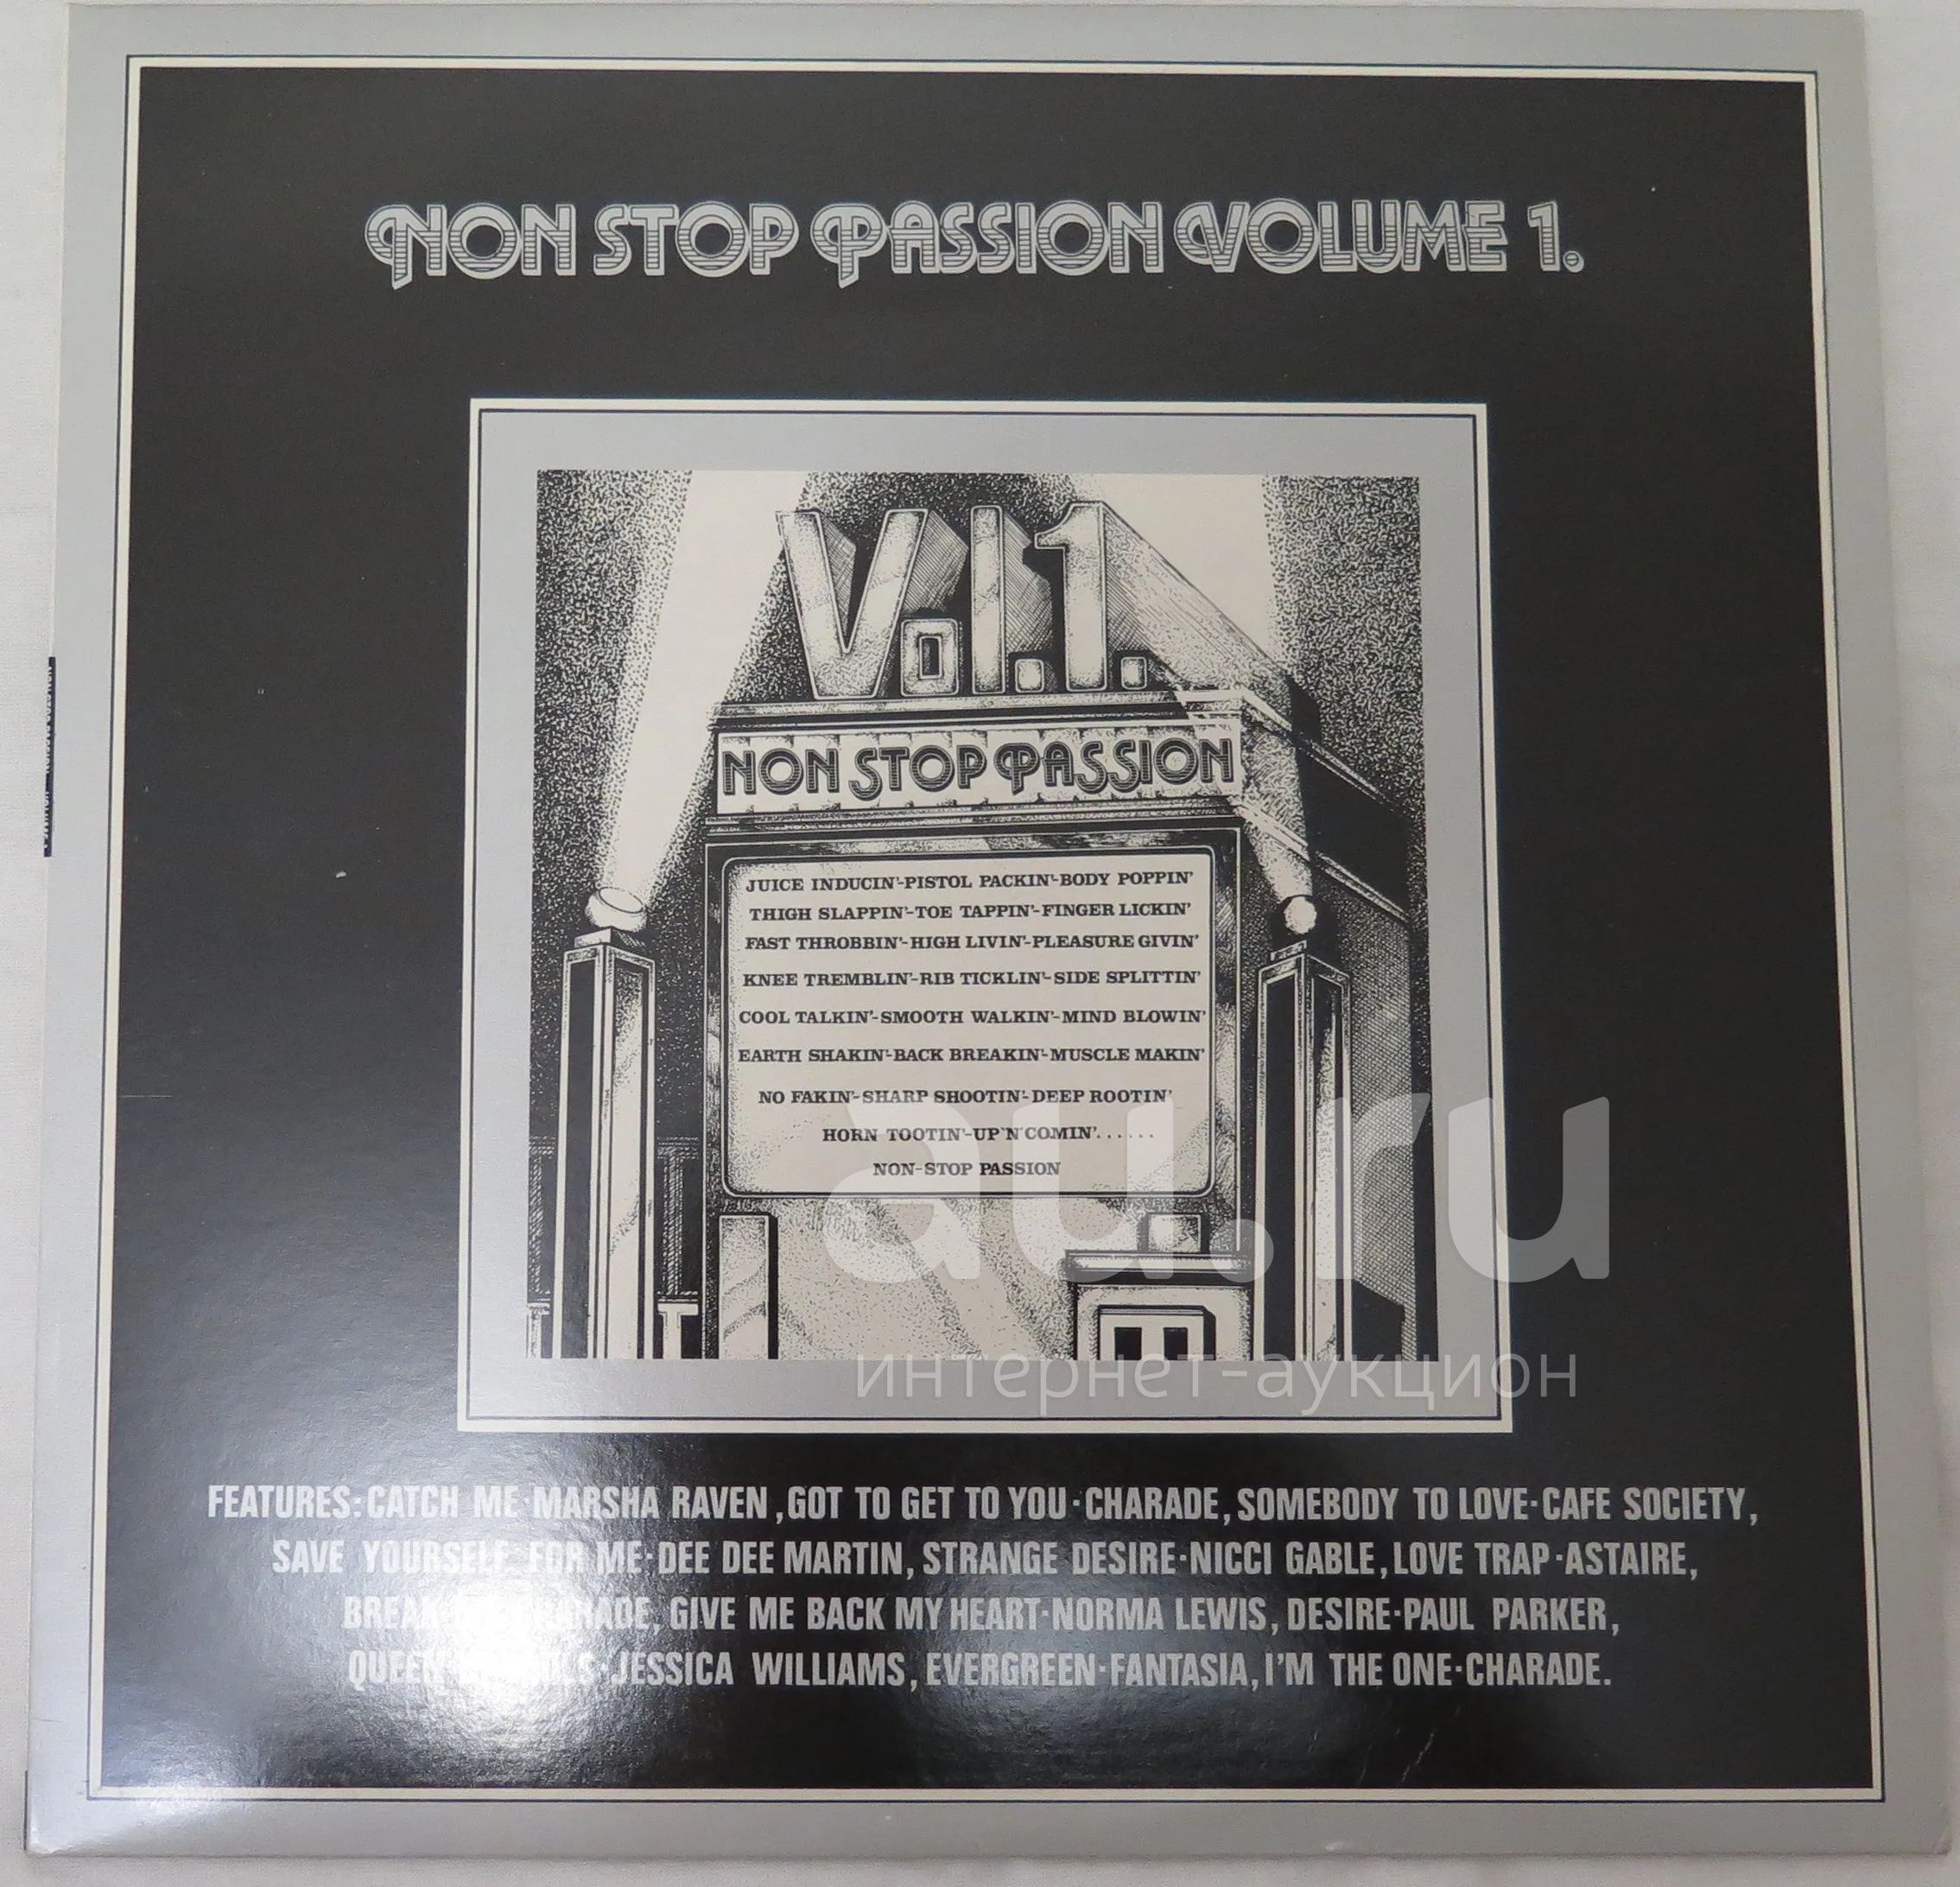 NON STOP PASSION VOLUME 1.
Vol.1.
NON STOP PASSION
JUICE INDUCIN'-PISTOL PACKIN'-BODY POPPIN'
THIGH SLAPPIN'-TOE TAPPIN'-FINGER LICKIN'
FAST THROBBIN'-HIGH LIVIN'-PLEASURE GIVIN'
KNEE TREMBLIN'-RIB TICKLIN'-SIDE SPLITTIN'
COOL TALKIN'-SMOOTH WALKIN'-MIND BLOWIN'
EARTH SHAKIN'-BACK BREAKIN'-MUSCLE MAKIN'
NO FAKIN'-SHARP SHOOTIN'-DEEP ROOTIN'
HORN TOOTIN'-UP'N'COMIN'......
NON-STOP PASSION
au.ru
интернет-аукцион
FEATURES: CATCH ME·MARSHA RAVEN, GOT TO GET TO YOU·CHARADE, SOMEBODY TO LOVE·CAFE SOCIETY,
SAVE YOURSELF FOR ME·DEE DEE MARTIN, STRANGE DESIRE·NICCI GABLE, LOVE TRAP·ASTAIRE,
GIVE ME BACK MY HEART·NORMA LEWIS, DESIRE·PAUL PARKER,
JESSICA WILLIAMS, EVERGREEN·FANTASIA, I'M THE ONE·CHARADE.